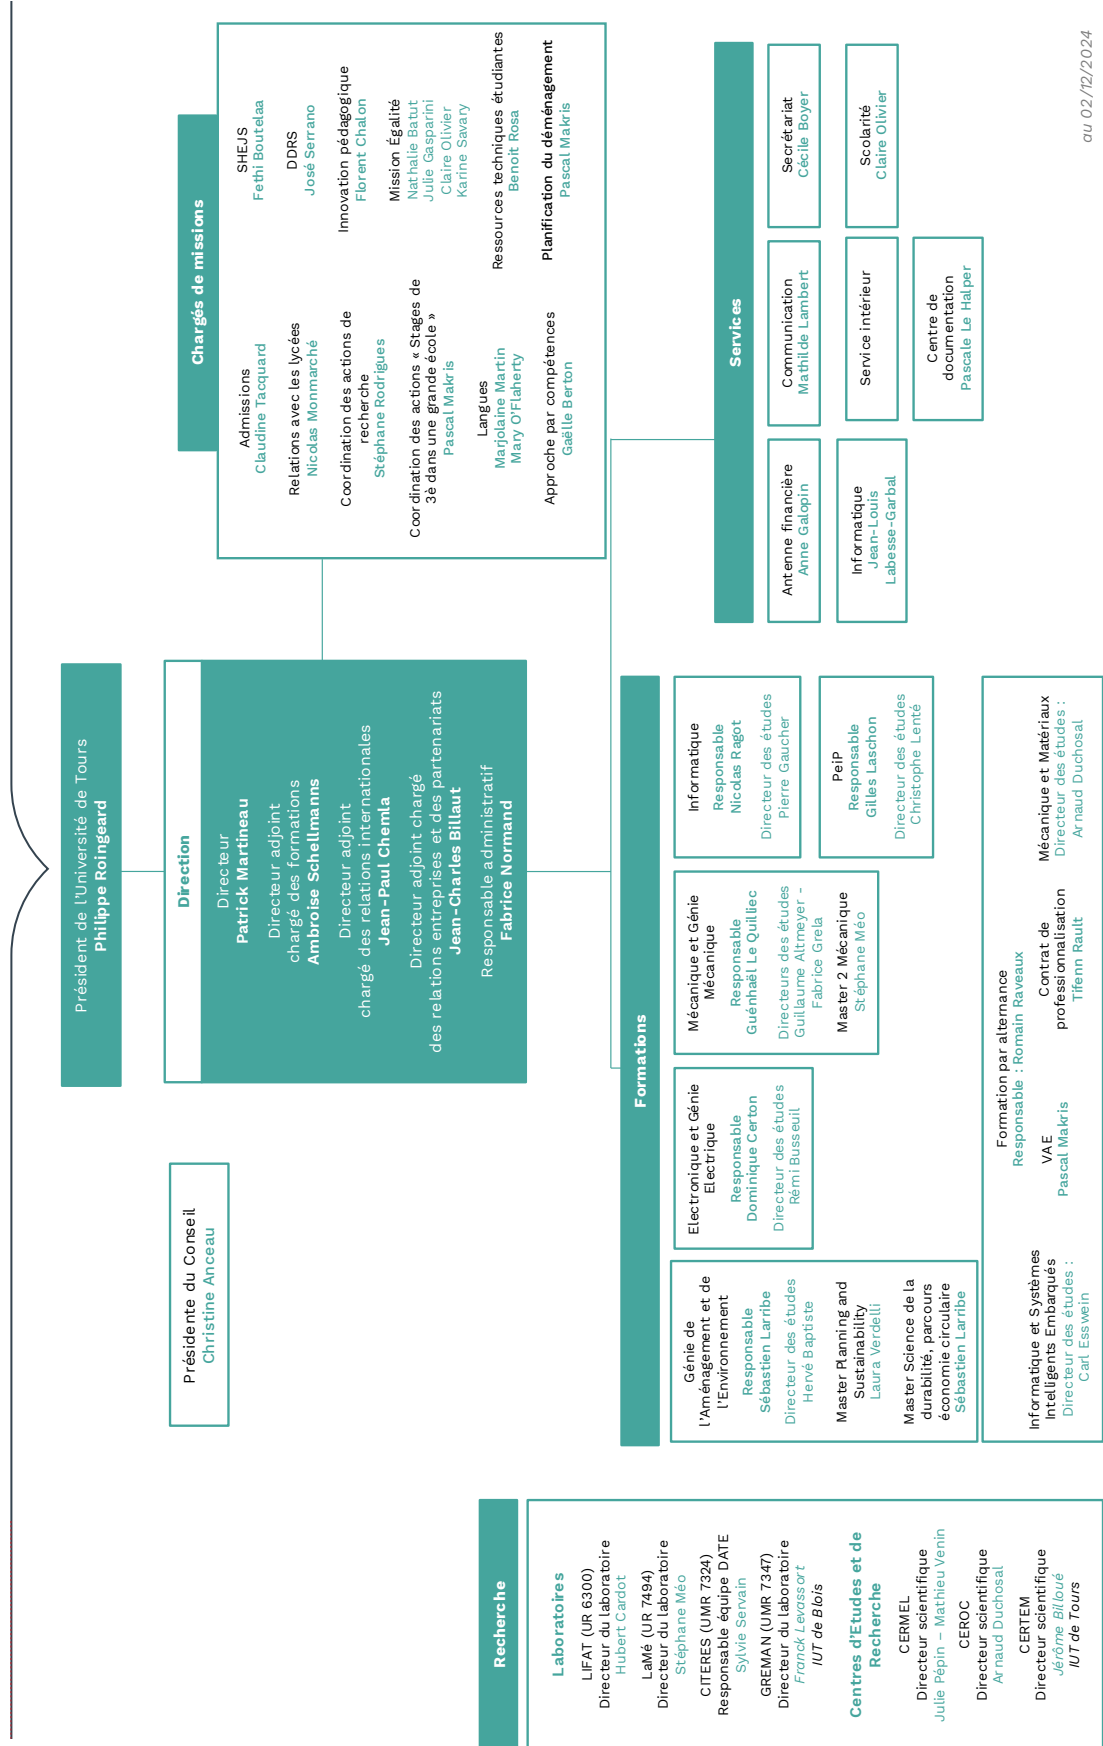 Président de l'Université de Tours
Philippe Roingeard
Présidente du Conseil
Christine Anceau
Direction
Directeur
Patrick Martineau
Directeur adjoint
chargé des formations
Ambroise Schellmanns
Directeur adjoint
chargé des relations internationales
Jean-Paul Chemla
Directeur adjoint chargé
des relations entreprises et des partenariats
Jean-Charles Billaut
Responsable administratif
Fabrice Normand
Chargés de missions
Admissions
Claudine Tacquard
Relations avec les lycées
Nicolas Monmarché
Coordination des actions de
recherche
Stéphane Rodrigues
Coordination des actions « Stages de
3è dans une grande école »
Pascal Makris
Langues
Marjolaine Martin
Mary O'Flaherty
Approche par compétences
Gaëlle Berton
SHEJS
Fethi Boutelaa
DDRS
José Serrano
Innovation pédagogique
Florent Chalon
Mission Égalité
Nathalie Batut
Julie Gasparini
Claire Olivier
Karine Savary
Ressources techniques étudiantes
Benoit Rosa
Planification du déménagement
Pascal Makris
Recherche
Laboratoires
LIFAT (UR 6300)
Directeur du laboratoire
Hubert Cardot
LaMé (UR 7494)
Directeur du laboratoire
Stéphane Méo
CITERES (UMR 7324)
Responsable équipe DATE
Sylvie Servain
GREMAN (UMR 7347)
Directeur du laboratoire
Franck Levassort
IUT de Blois
Centres d'Etudes et de
Recherche
CERMEL
Directeur scientifique
Julie Pépin – Mathieu Venin
CEROC
Directeur scientifique
Arnaud Duchosal
CERTEM
Directeur scientifique
Jérôme Billoué
IUT de Tours
Formations
Génie de
l'Aménagement et de
l'Environnement
Responsable
Sébastien Larribe
Directeur des études
Hervé Baptiste
Master Planning and
Sustainability
Laura Verdelli
Master Science de la
durabilité, parcours
économie circulaire
Sébastien Larribe
Electronique et Génie
Electrique
Responsable
Dominique Certon
Directeur des études
Rémi Busseuil
Mécanique et Génie
Mécanique
Responsable
Guénhaël Le Quilliec
Directeurs des études
Guillaume Altmeyer –
Fabrice Grela
Master 2 Mécanique
Stéphane Méo
Informatique
Responsable
Nicolas Ragot
Directeur des études
Pierre Gaucher
PeiP
Responsable
Gilles Laschon
Directeur des études
Christophe Lenté
Formation par alternance
Responsable : Romain Raveaux
Informatique et Systèmes
Intelligents Embarqués
Directeur des études :
Carl Esswein
VAE
Pascal Makris
Contrat de
professionnalisation
Tifenn Rault
Mécanique et Matériaux
Directeur des études :
Arnaud Duchosal
Services
Antenne financière
Anne Galopin
Communication
Mathilde Lambert
Secrétariat
Cécile Boyer
Informatique
Jean-Louis
Labesse-Garbal
Service intérieur
Scolarité
Claire Olivier
Centre de
documentation
Pascale Le Halper
au 02/12/2024